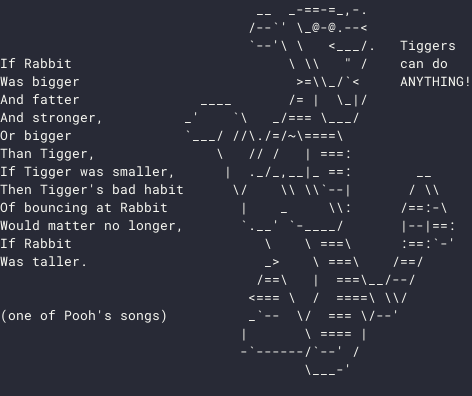 Tiggers
If Rabbit
can do
Was bigger
ANYTHING!
And fatter
And stronger,
Or bigger
Than Tigger,
If Tigger was smaller,
Then Tigger's bad habit
Of bouncing at Rabbit
Would matter no longer,
If Rabbit
Was taller.
(one of Pooh's songs)